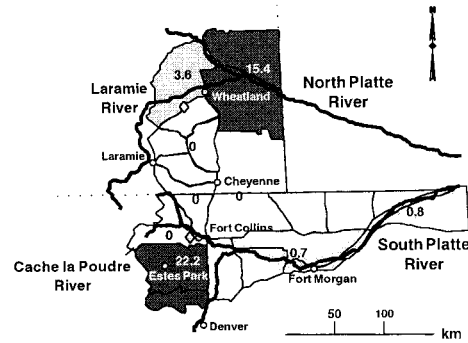 N
3.6
15.4
Laramie
River
North Platte
River
Wheatland
0
Laramie
Cheyenne
0
0
0.8
Fort Collins
0
South Platte
River
0.7
Cache la Poudre
River
22.2
Estes Park
Fort Morgan
Denver
50
100
km